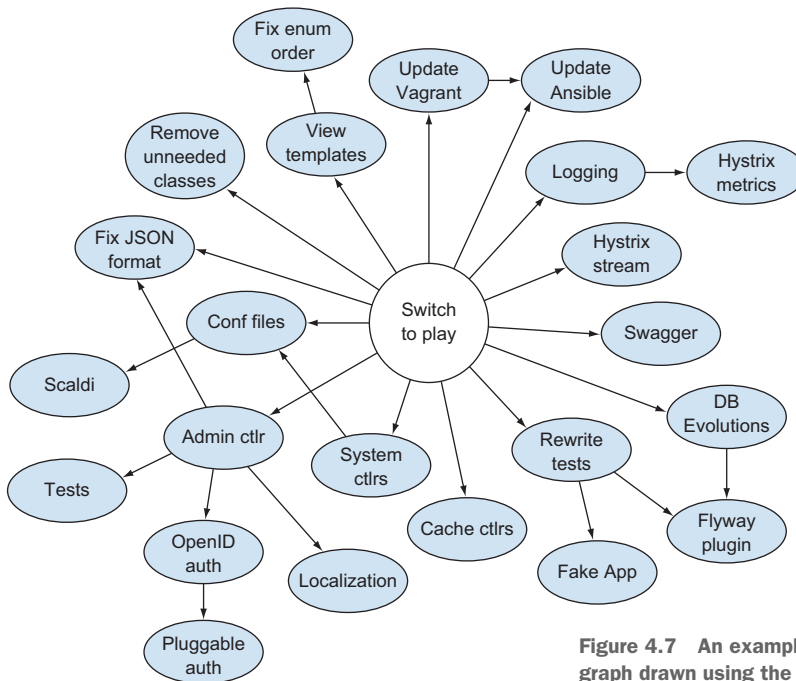 Fix enum
order
Update
Vagrant
Update
Ansible
Remove
unneeded
classes
View
templates
Logging
Hystrix
metrics
Fix JSON
format
Hystrix
stream
Conf files
Switch
to play
Swagger
Scaldi
Admin ctlr
System
ctlrs
Rewrite
tests
DB
Evolutions
Tests
OpenID
auth
Localization
Cache ctlrs
Fake App
Flyway
plugin
Pluggable
auth
Figure 4.7 An exampl
graph drawn using the